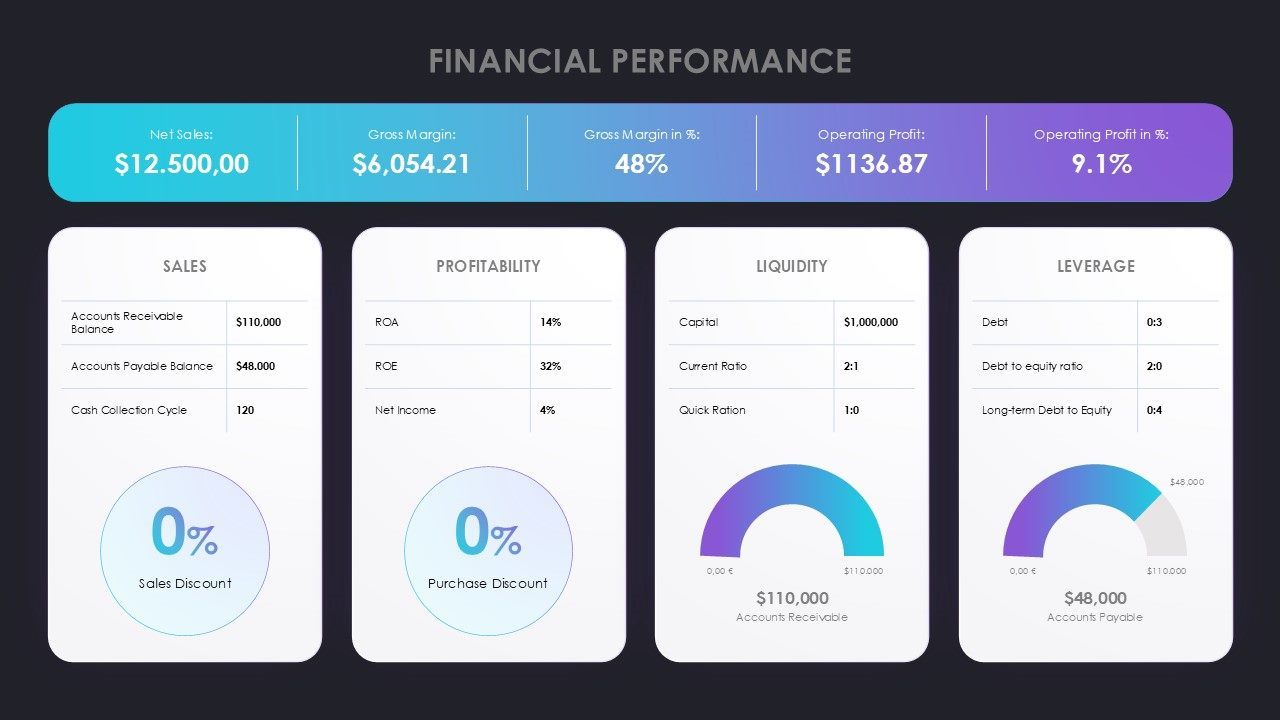 FINANCIAL PERFORMANCE
Net Sales:
$12.500,00
Gross Margin:
$6,054.21
Gross Margin in %:
48%
Operating Profit:
$1136.87
Operating Profit in %:
9.1%
SALES
Accounts Receivable
Balance
$110,000
Accounts Payable Balance
$48.000
Cash Collection Cycle
120
0%
Sales Discount
PROFITABILITY
ROA
14%
ROE
32%
Net Income
4%
0%
Purchase Discount
LIQUIDITY
Capital
$1,000,000
Current Ratio
2:1
Quick Ration
1:0
0,00 €
$110.000
$110,000
Accounts Receivable
LEVERAGE
Debt
0:3
Debt to equity ratio
2:0
Long-term Debt to Equity
0:4
$48.000
0,00 €
$110.000
$48,000
Accounts Payable